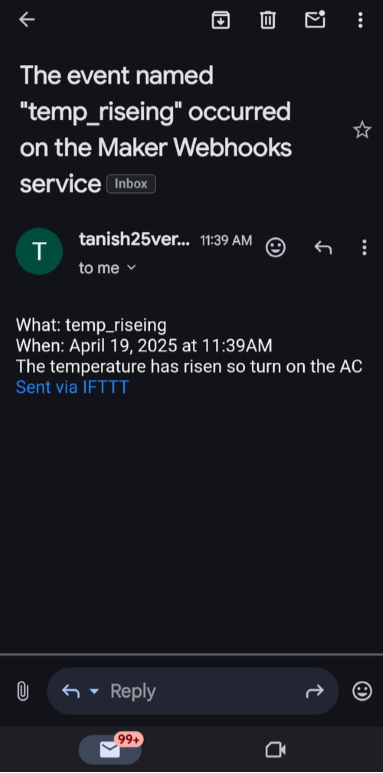 The event named
"temp_riseing" occurred
on the Maker Webhooks
service Inbox
T
tanish25ver... 11:39 AM
to me
What: temp_riseing
When: April 19, 2025 at 11:39AM
The temperature has risen so turn on the AC
Sent via IFTTT
Reply
99+